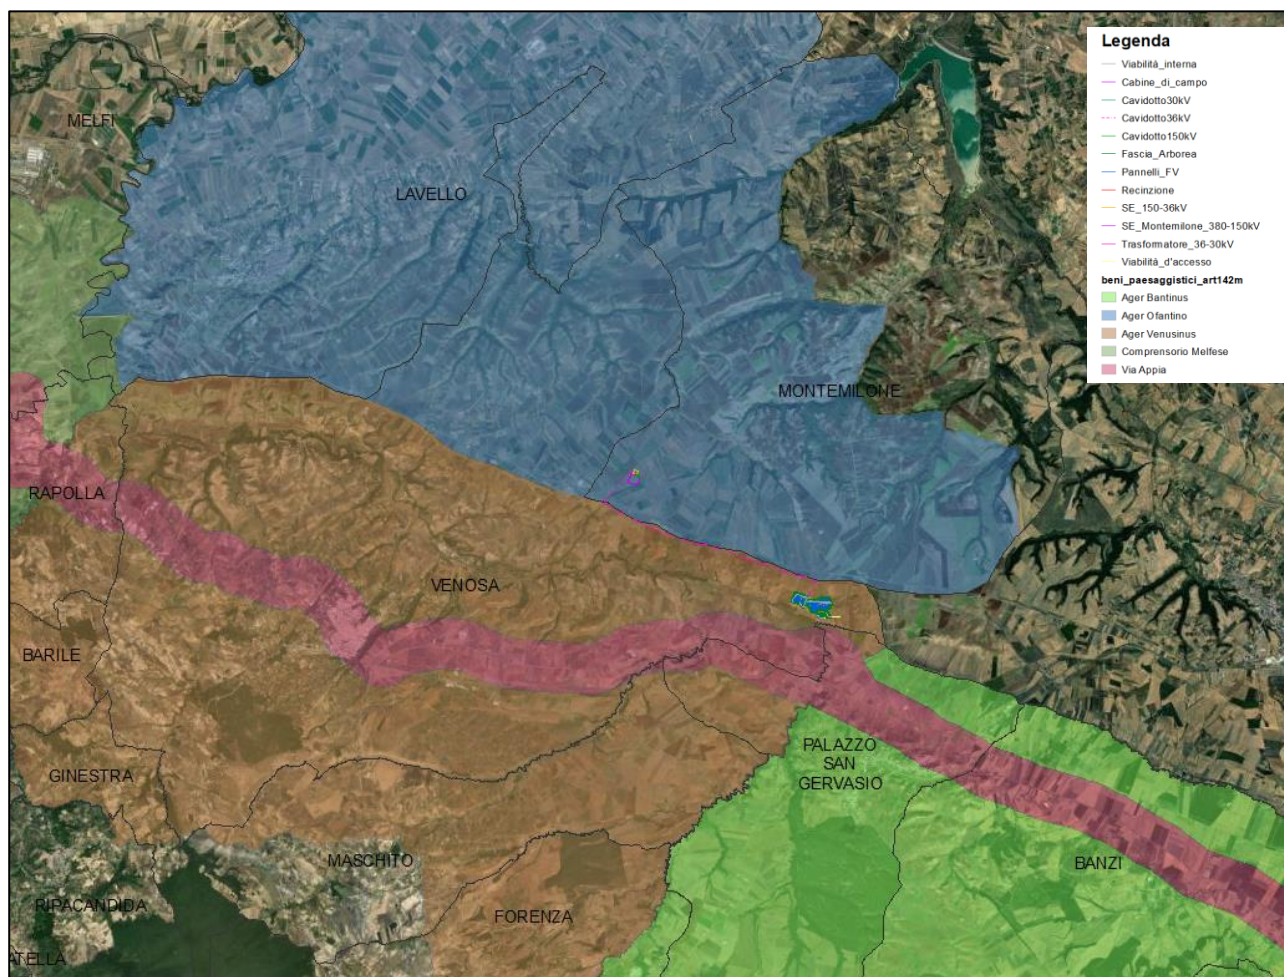 Legenda
Viabilità_interna
Cabine_di_campo
Cavidotto30kV
Cavidotto36kV
Cavidotto150kV
Fascia_Arborea
Pannelli_FV
Recinzione
SE_150-36kV
SE_Montemilone_380-150kV
Trasformatore_36-30kV
Viabilità_d'accesso
beni_paesaggistici_art142m
Ager Bantinus
Ager Ofantino
Ager Venusinus
Comprensorio Melfese
Via Appia
MELFI
LAVELLO
MONTEMILONE
RAPOLLA
VENOSA
BARILE
GINESTRA
PALAZZO
SAN
GERVASIO
MASCHITO
BANZI
RIPACANDIDA
FORENZA
ATELLA